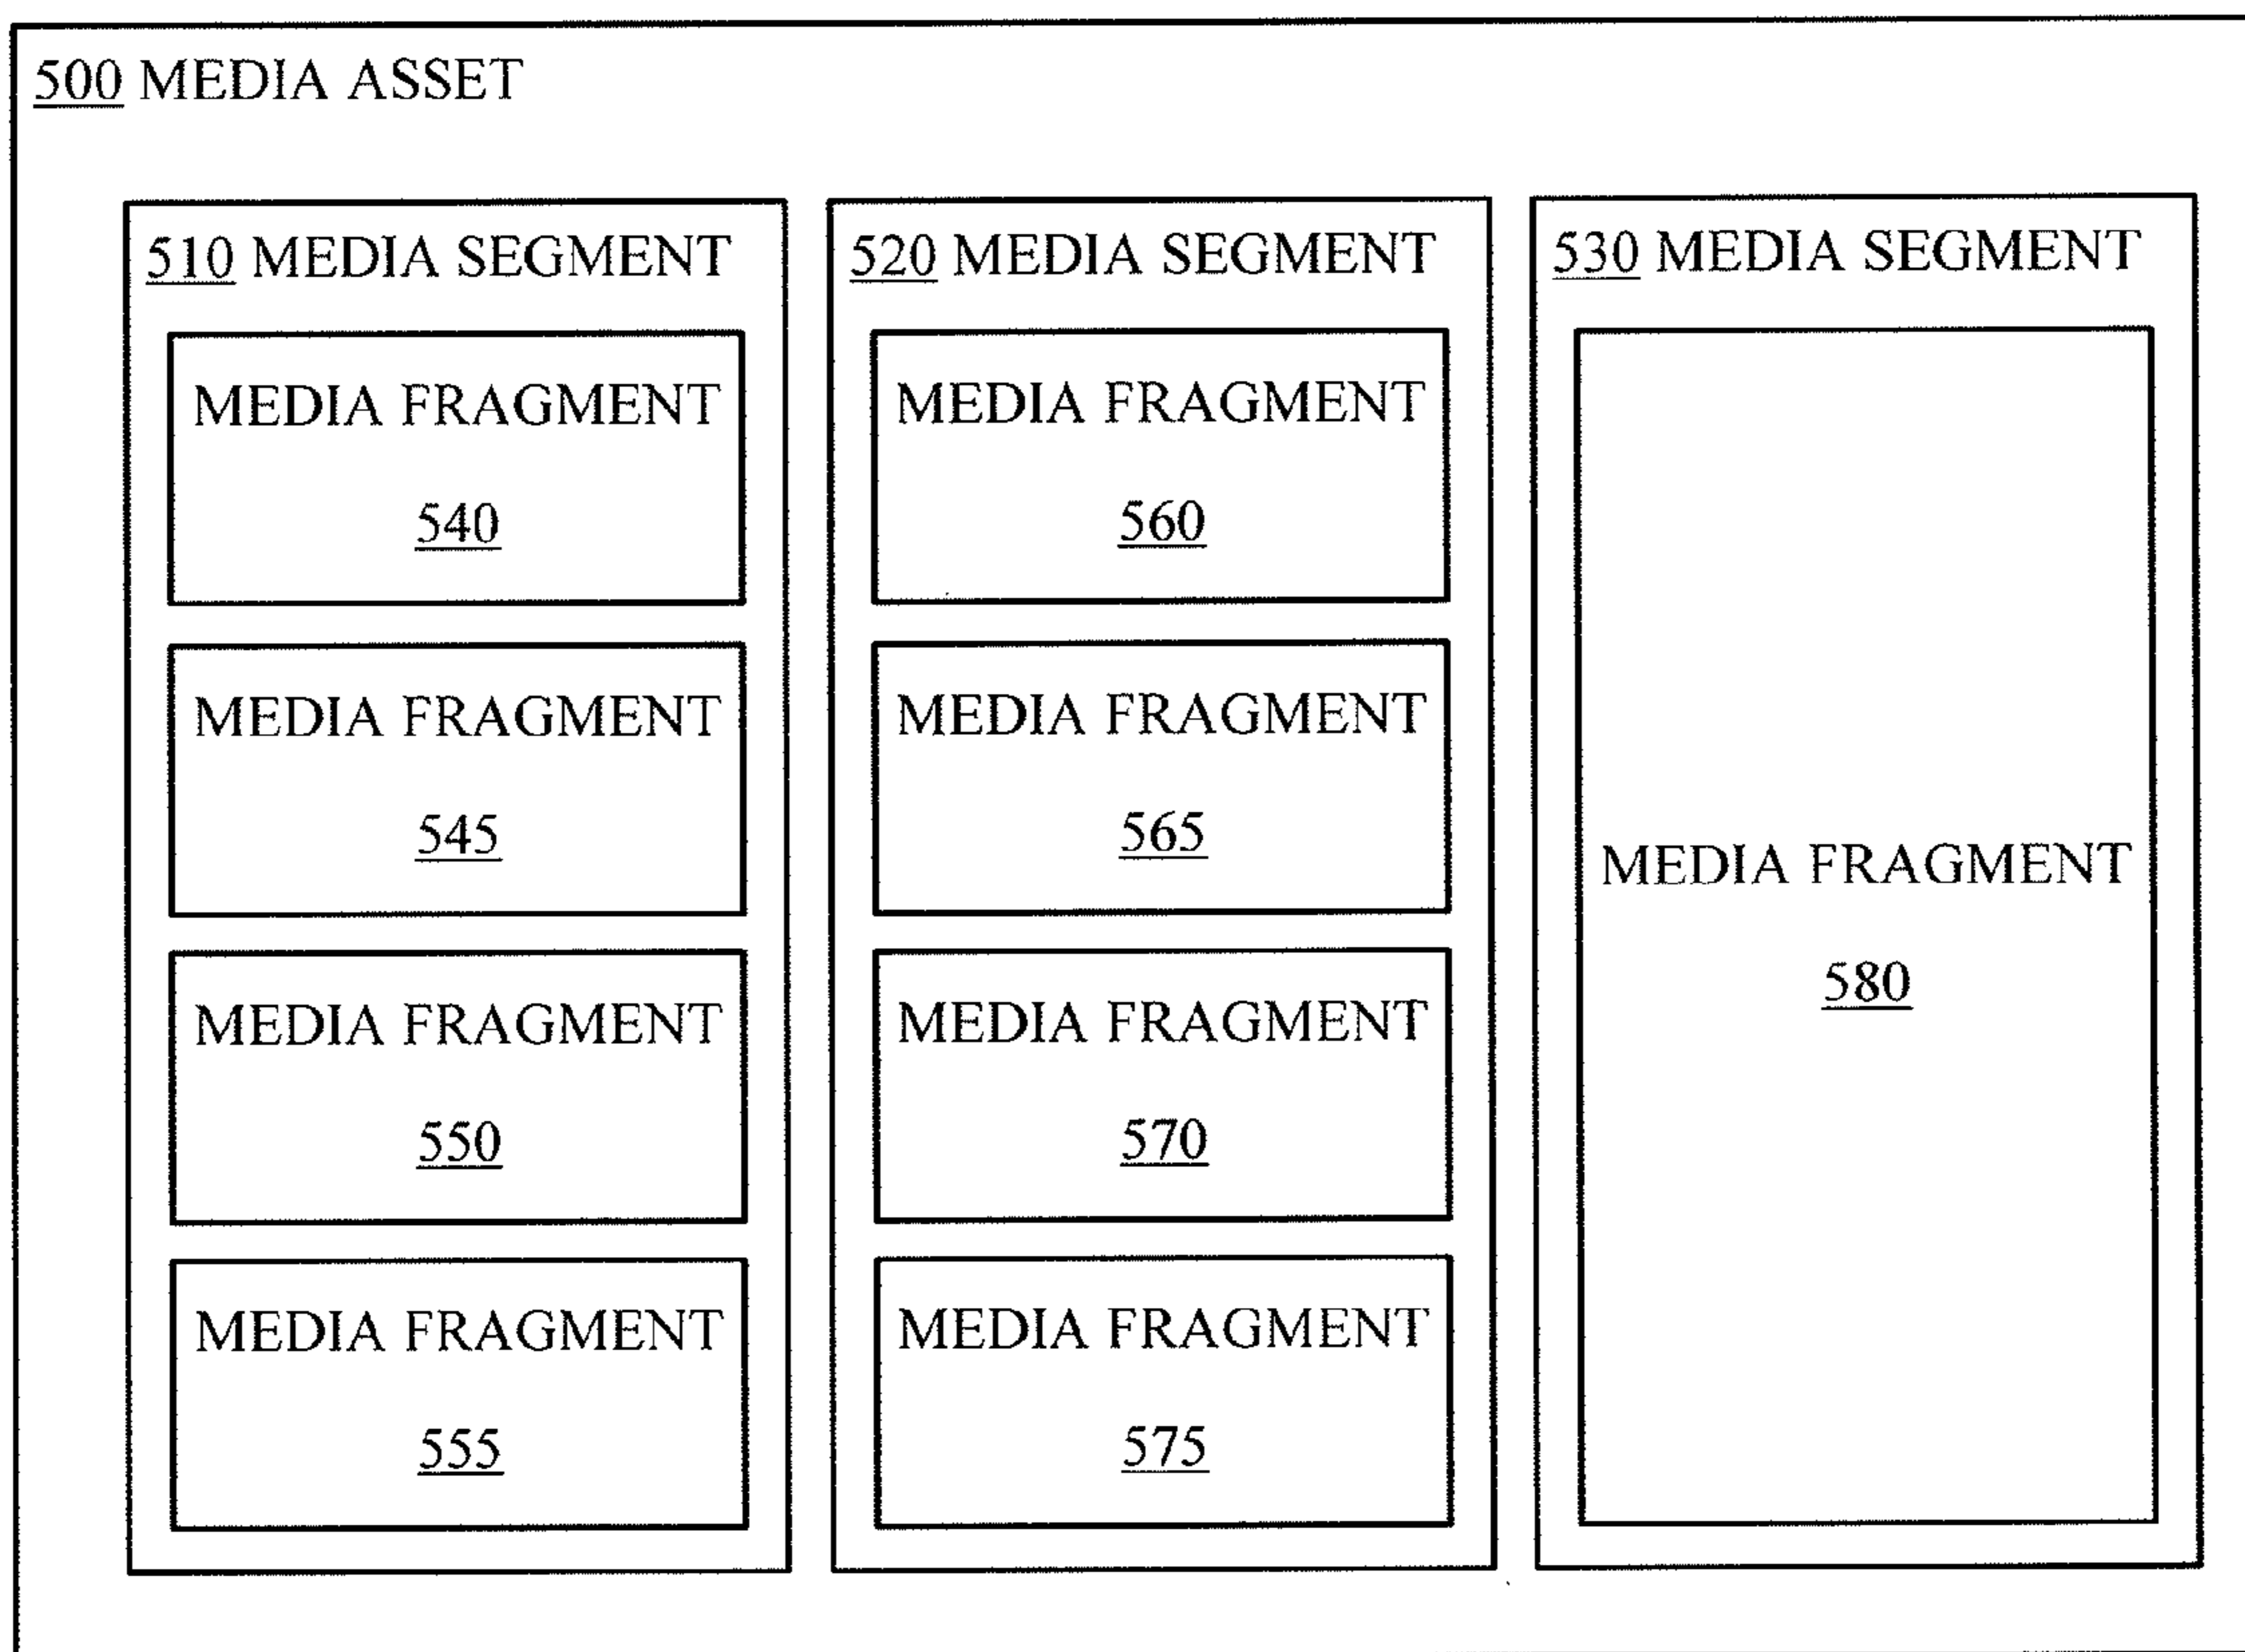 500 MEDIA ASSET
510 MEDIA SEGMENT
MEDIA FRAGMENT
540
MEDIA FRAGMENT
545
MEDIA FRAGMENT
550
MEDIA FRAGMENT
555
520 MEDIA SEGMENT
MEDIA FRAGMENT
560
MEDIA FRAGMENT
565
MEDIA FRAGMENT
570
MEDIA FRAGMENT
575
530 MEDIA SEGMENT
MEDIA FRAGMENT
580